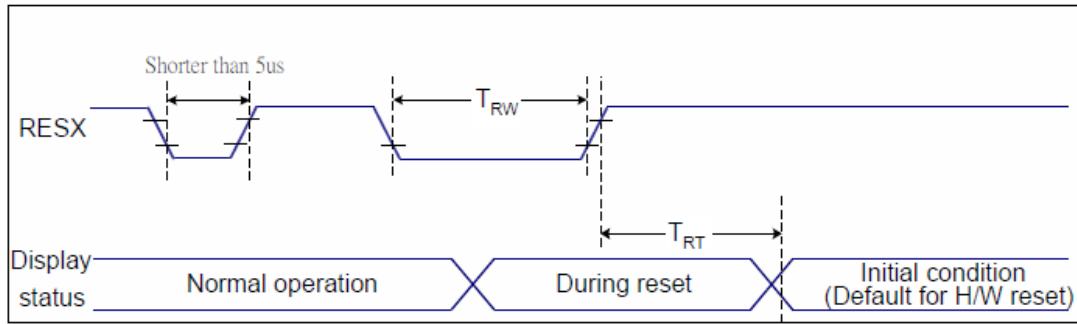 Shorter than 5us
TRW
RESX
TRT
Display
status
Normal operation
During reset
Initial condition
(Default for H/W reset)